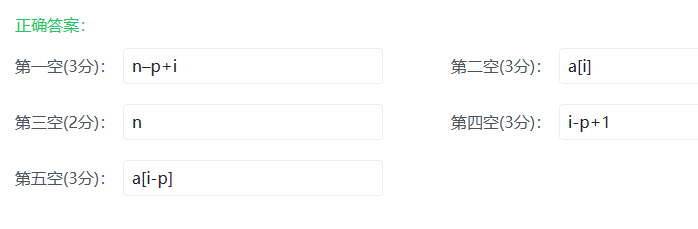 正确答案：
第一空(3分)： n–p+i 第二空(3分)： a[i]
第三空(2分)： n 第四空(3分)： i-p+1
第五空(3分)： a[i-p]